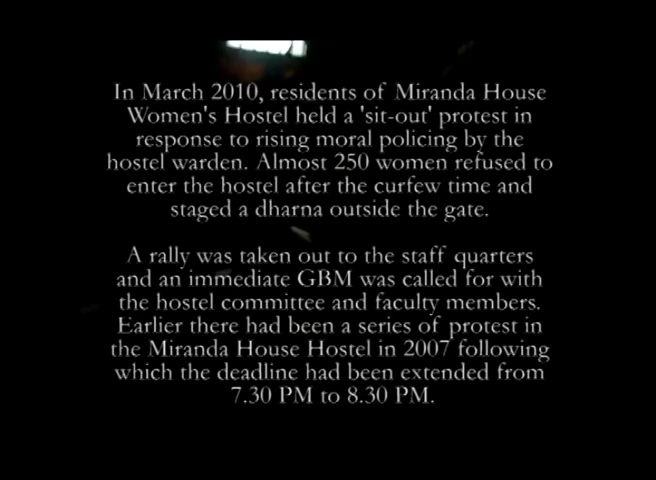 In March 2010, residents of Miranda House
Women's Hostel held a 'sit-out' protest in
response to rising moral policing by the
hostel warden. Almost 250 women refused to
enter the hostel after the curfew time and
staged a dharna outside the gate.
A rally was taken out to the staff quarters
and an immediate GBM was called for with
the hostel committee and faculty members.
Earlier there had been a series of protest in
the Miranda House Hostel in 2007 following
which the deadline had been extended from
7.30 PM to 8.30 PM.